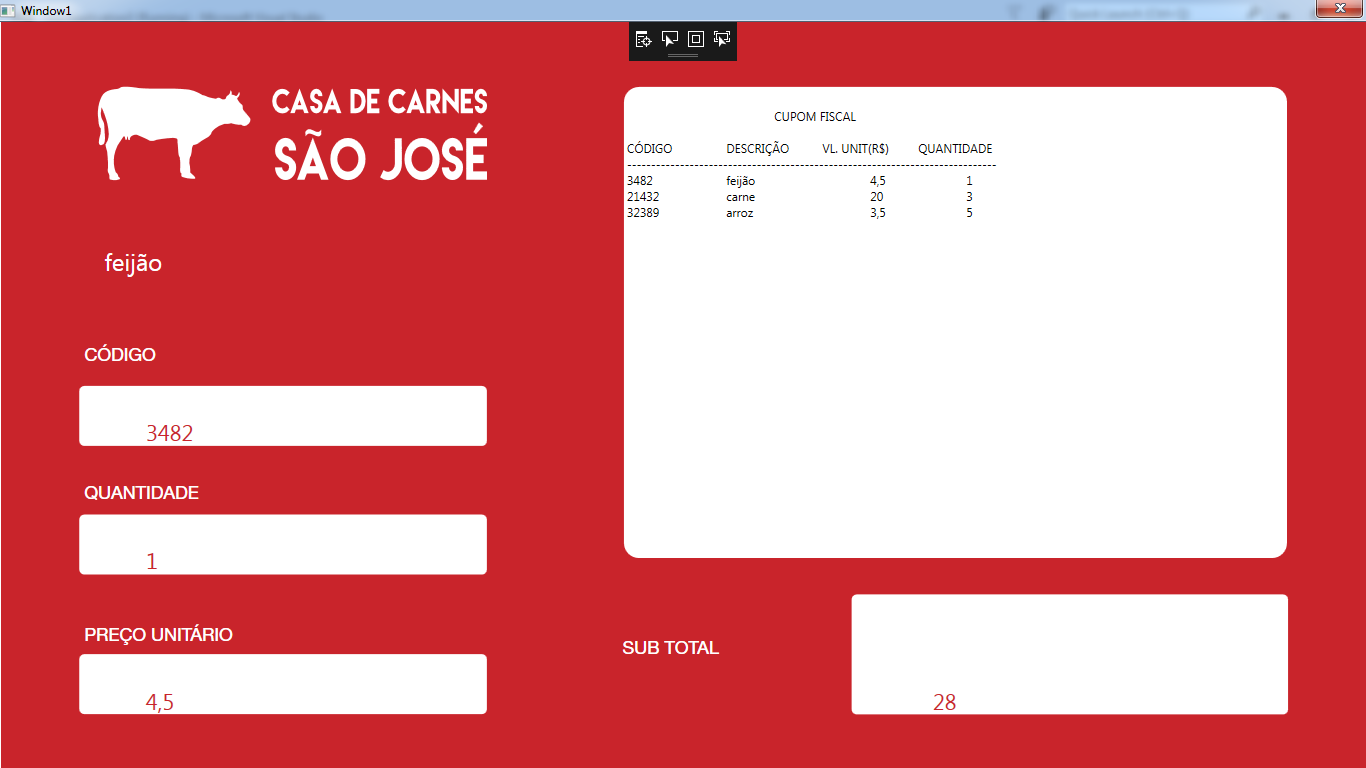 Window1
CASA DE CARNES
SÃO JOSÉ
feijão
CÓDIGO
3482
QUANTIDADE
1
PREÇO UNITÁRIO
4,5
CUPOM FISCAL
CÓDIGO DESCRIÇÃO VL. UNIT(R$) QUANTIDADE
--------------------------------------------------------------------------------------------
3482 feijão 4,5 1
21432 carne 20 3
32389 arroz 3,5 5
SUB TOTAL
28